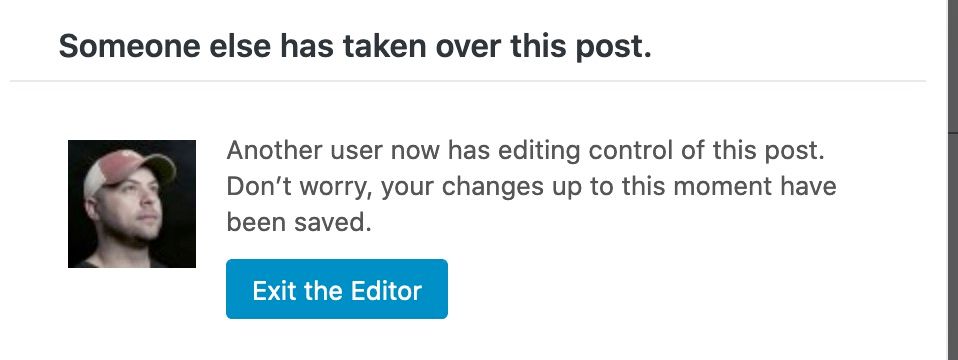 Someone else has taken over this post.
Another user now has editing control of this post.
Don’t worry, your changes up to this moment have
been saved.
Exit the Editor